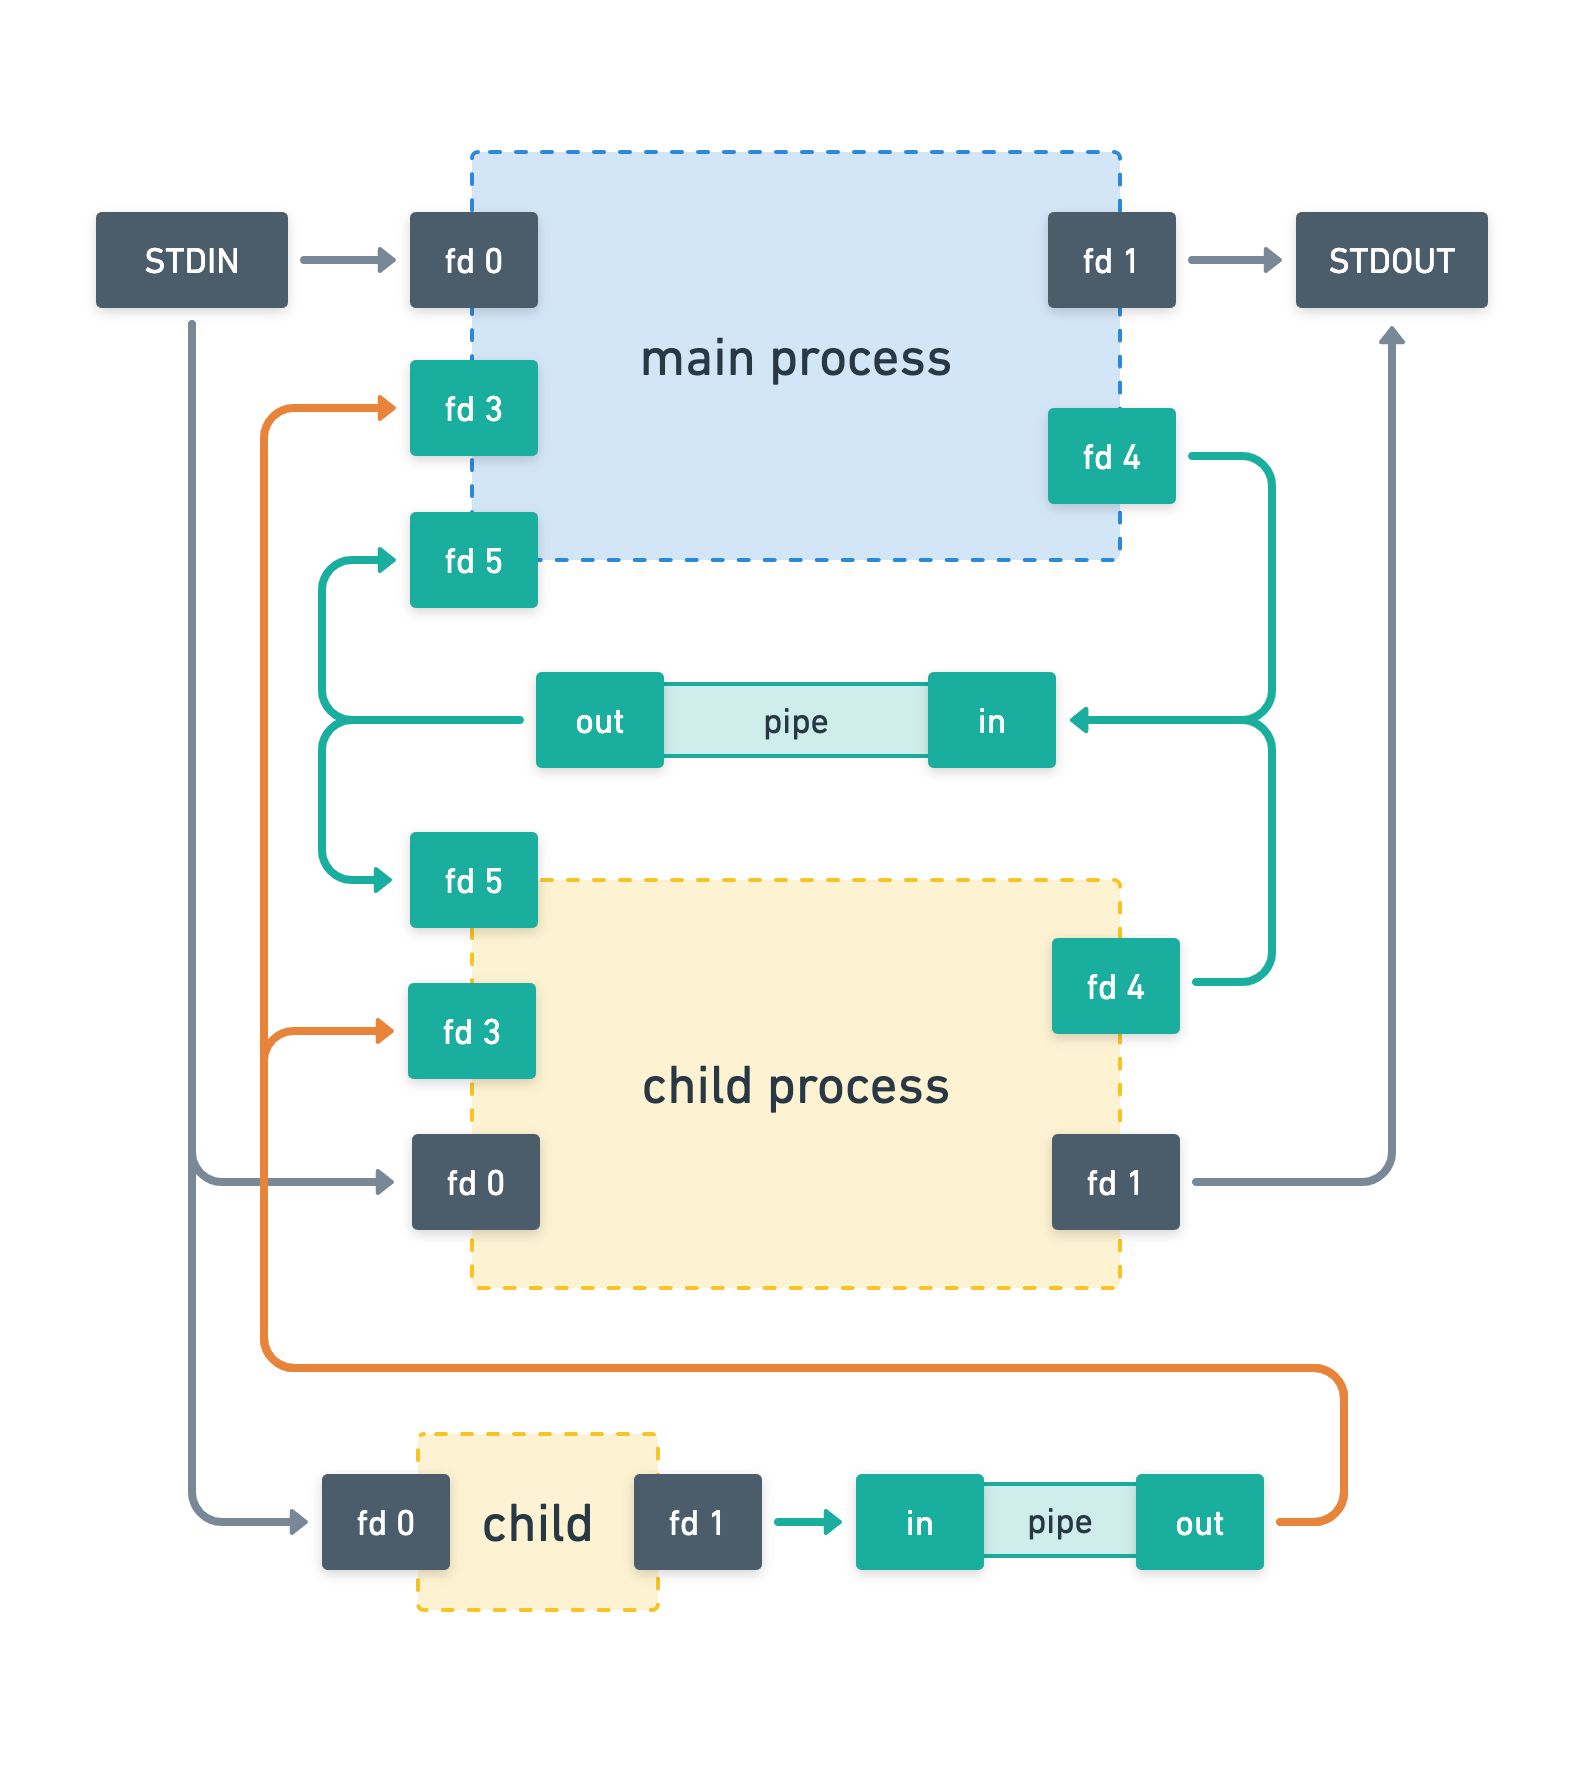 STDIN
fd 0
fd 1
STDOUT
main process
fd 3
fd 4
fd 5
out
pipe
in
fd 5
fd 4
fd 3
child process
fd 0
fd 1
fd 0
child
fd 1
in
pipe
out